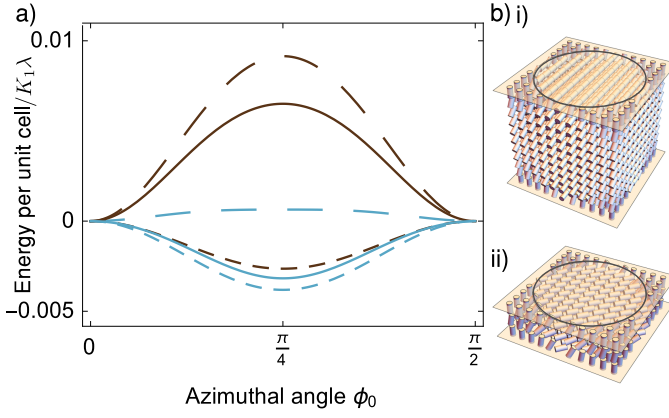 a)
0.01
0
−0.005
Energy per unit cell/K₁λ
0
π/4
π/2
Azimuthal angle ϕ₀
b) i)
ii)